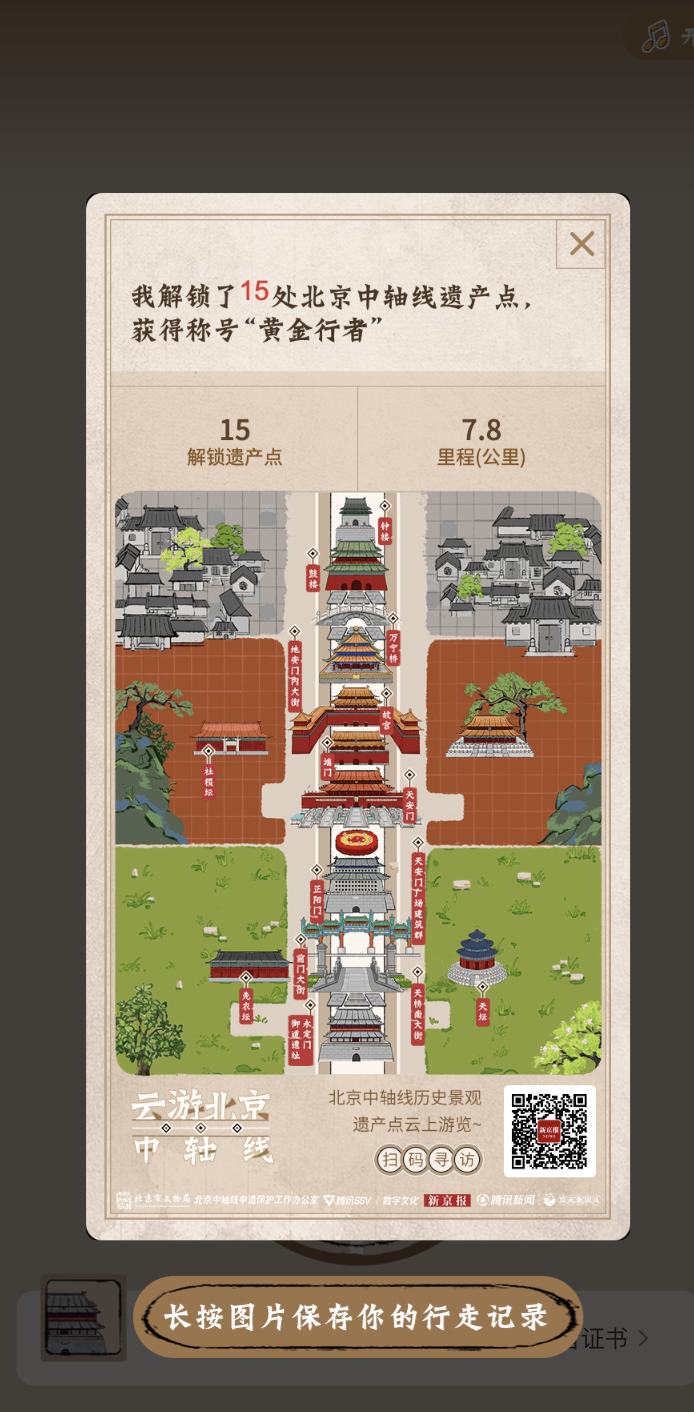 我解锁了15处北京中轴线遗产点,
获得称号“黄金行者”
15
解锁遗产点
7.8
里程(公里)
钟楼
鼓楼
万宁桥
地安门内大街
故宫
社稷坛
端门
天安门
天安门广场建筑群
正阳门
前门大街
先农坛
天桥南大街
天坛
永定门御道遗址
云游北京
中轴线
北京中轴线历史景观
遗产点云上游览~
扫码寻访
新京报
北京市文物局 北京中轴线申遗保护工作办公室 腾讯SSV | 数字文化 新京报 腾讯新闻
长按图片保存你的行走记录
证书